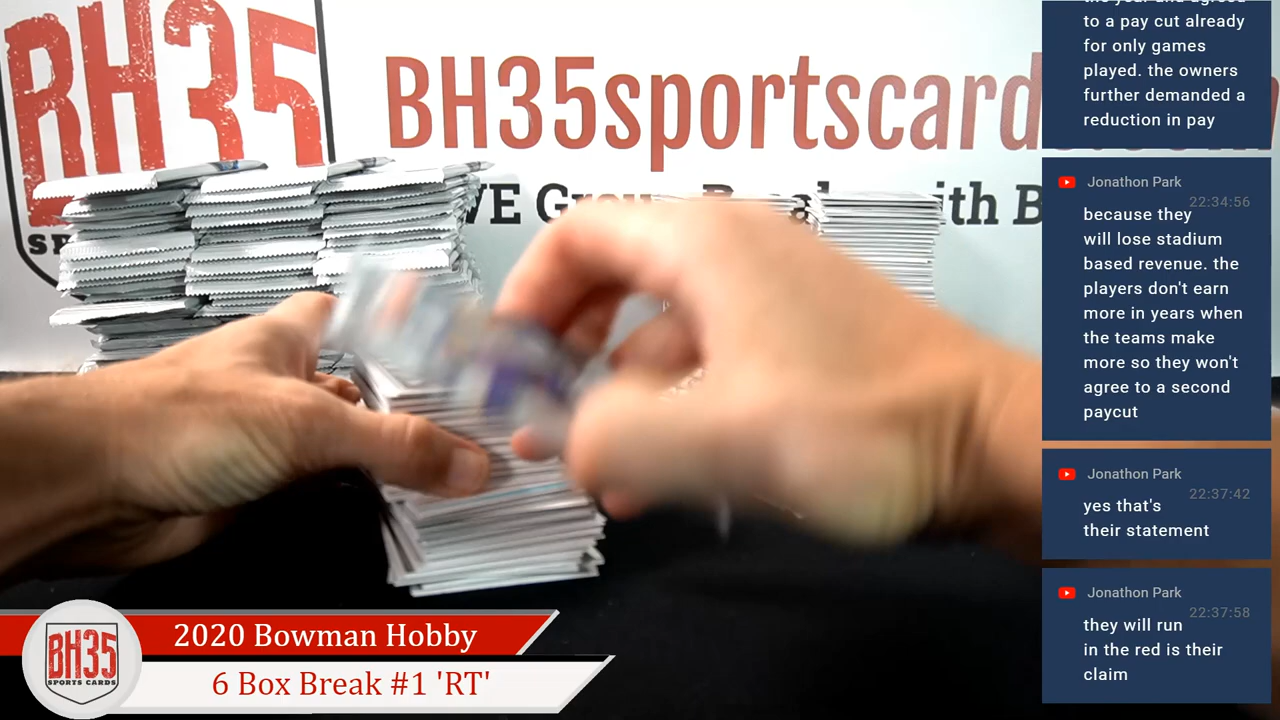 BH35
BH35sportscard
VE
ith B
the year and agreed
to a pay cut already
for only games
played. the owners
further demanded a
reduction in pay
Jonathon Park
22:34:56
because they
will lose stadium
based revenue. the
players don't earn
more in years when
the teams make
more so they won't
agree to a second
paycut
Jonathon Park
22:37:42
yes that's
their statement
Jonathon Park
22:37:58
they will run
in the red is their
claim
2020 Bowman Hobby
6 Box Break #1 'RT'
BH35
SPORTS CARDS